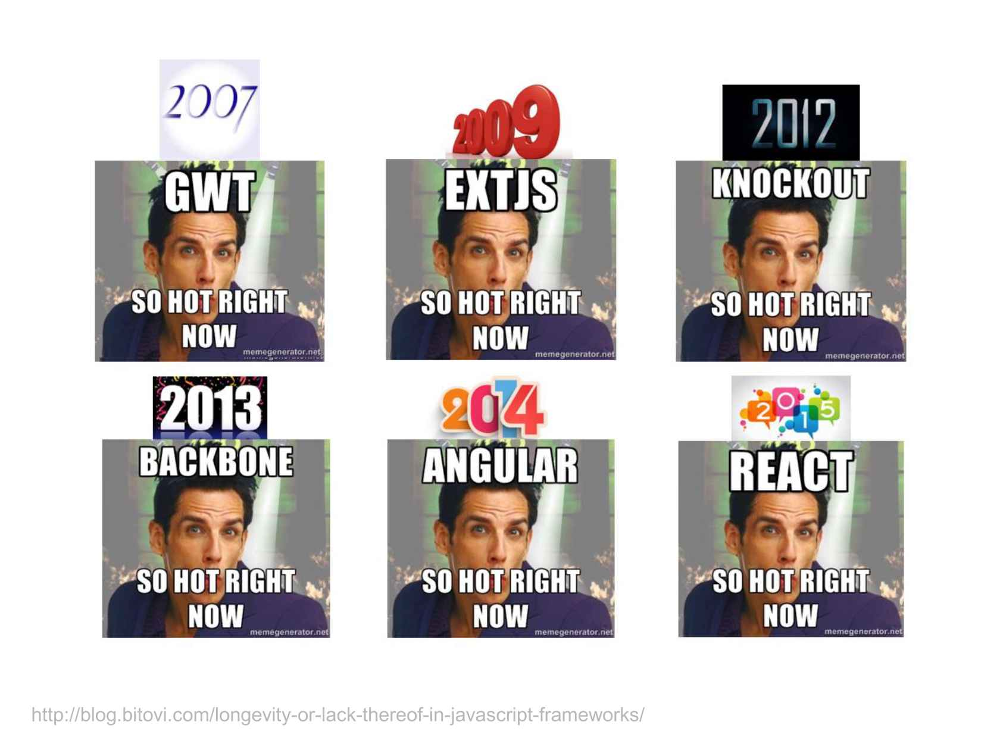 2007
GWT
SO HOT RIGHT
NOW
memegenerator.net
2009
EXTJS
SO HOT RIGHT
NOW
memegenerator.net
2012
KNOCKOUT
SO HOT RIGHT
NOW
memegenerator.net
2013
BACKBONE
SO HOT RIGHT
NOW
memegenerator.net
2014
ANGULAR
SO HOT RIGHT
NOW
memegenerator.net
2015
REACT
SO HOT RIGHT
NOW
memegenerator.net
http://blog.bitovi.com/longevity-or-lack-thereof-in-javascript-frameworks/